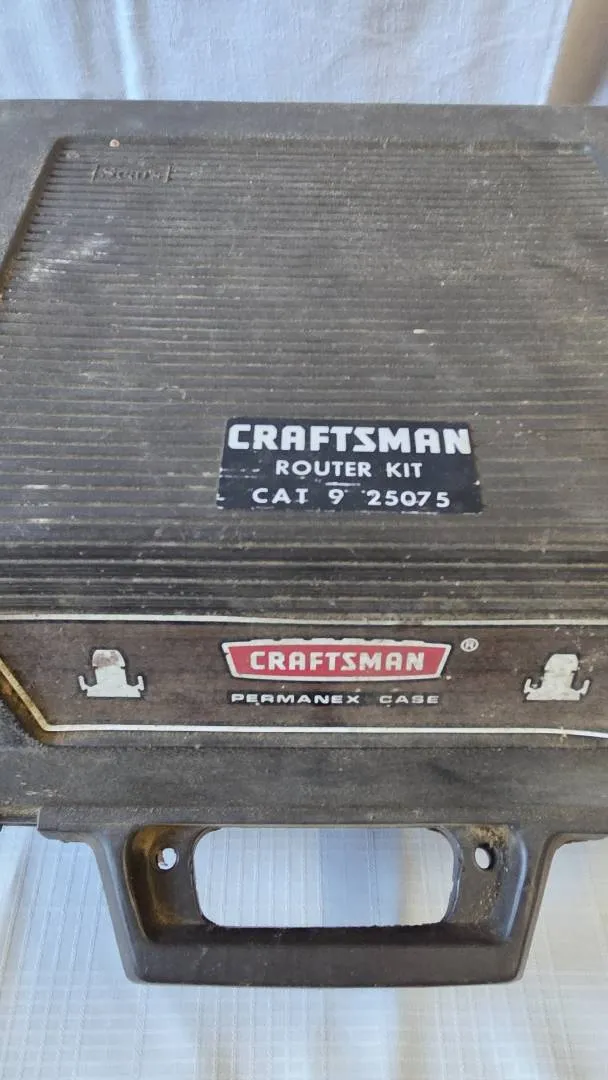 Sears
CRAFTSMAN
ROUTER KIT
CAT 9 25075
CRAFTSMAN ®
PERMANEX CASE